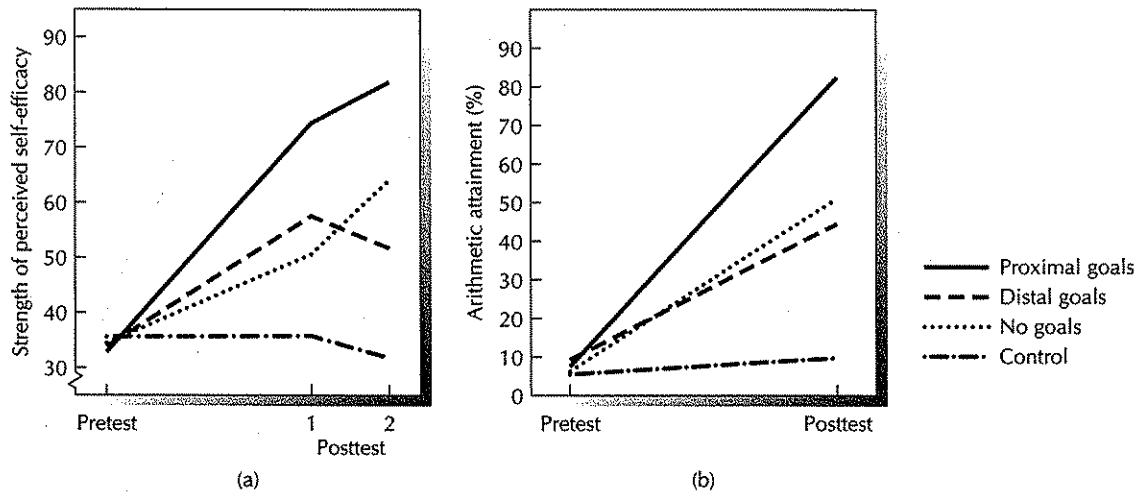 Strength of perceived self-efficacy
90
80
70
60
50
40
30
Pretest
1
2
Posttest
(a)
Arithmetic attainment (%)
90
80
70
60
50
40
30
20
10
0
Pretest
Posttest
(b)
Proximal goals
Distal goals
No goals
Control